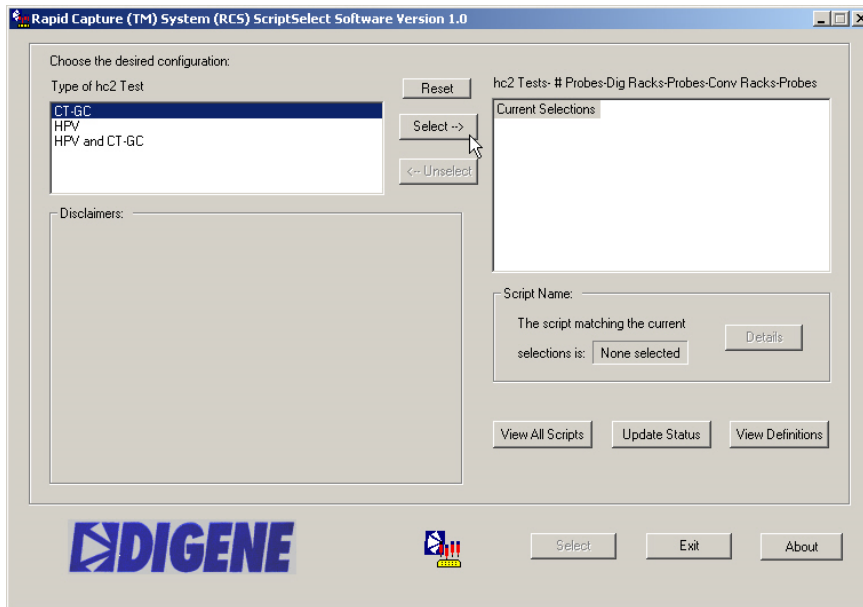 Rapid Capture (TM) System (RCS) ScriptSelect Software Version 1.0
Choose the desired configuration:
Type of hc2 Test
CT-GC
HPV
HPV and CT-GC
Reset
Select -->
<-- Unselect
hc2 Tests- # Probes-Dig Racks-Probes-Conv Racks-Probes
Current Selections
Disclaimers:
Script Name:
The script matching the current
selections is: None selected
Details
View All Scripts
Update Status
View Definitions
DIGENE
Select
Exit
About